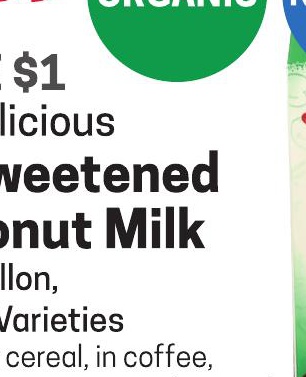 ORGANIC
$1
licious
weetened
onut Milk
llon,
Varieties
cereal, in coffee,